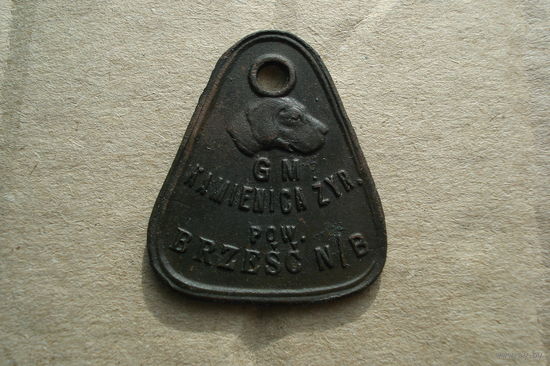 GM.
KAMIENICA ŻYR.
POW.
BRZEŚĆ N/B